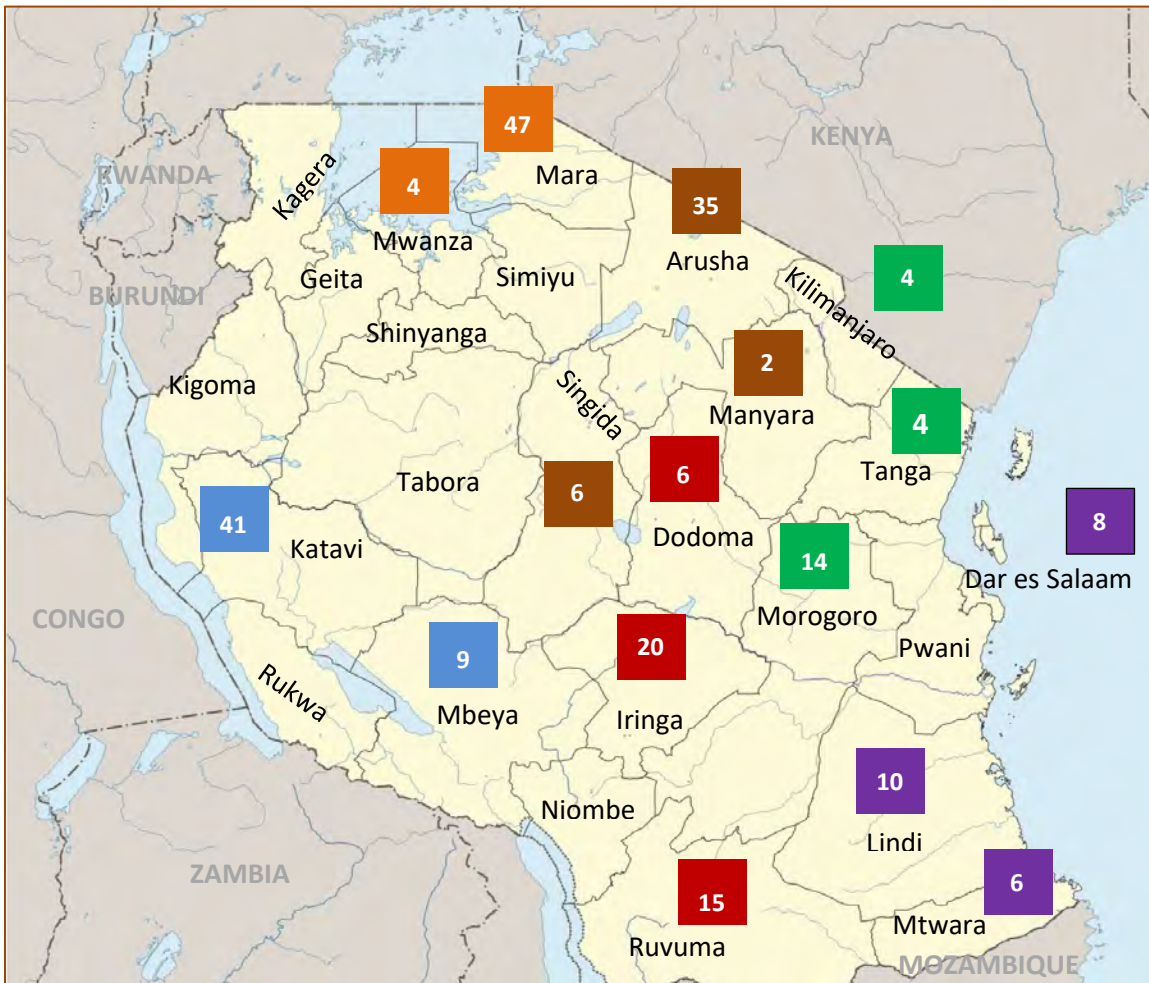 47
KENYA
RWANDA
Kagera
4
Mara
35
Mwanza
Arusha
4
Geita
Simiyu
Kilimanjaro
BURUNDI
Shinyanga
2
Kigoma
Singida
Manyara
4
Tabora
6
6
Tanga
8
41
Katavi
Dodoma
14
Dar es Salaam
CONGO
Morogoro
9
20
Pwani
Rukwa
Mbeya
Iringa
10
Niombe
Lindi
ZAMBIA
15
6
Mtwara
Ruvuma
MOZAMBIQUE